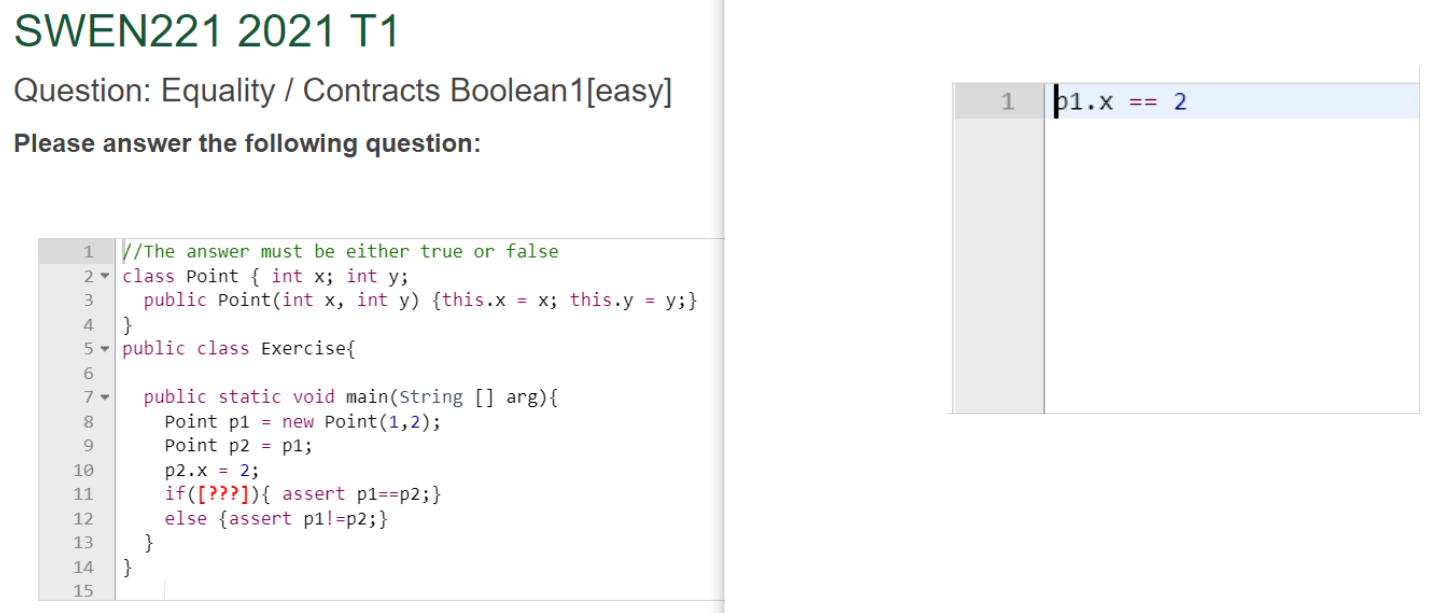 SWEN221 2021 T1
Question: Equality / Contracts Boolean1[easy]
Please answer the following question:
1 //The answer must be either true or false
2 class Point { int x; int y;
3 public Point(int x, int y) {this.x = x; this.y = y;}
4 }
5 public class Exercise{
6
7 public static void main(String [] arg){
8 Point p1 = new Point(1,2);
9 Point p2 = p1;
10 p2.x = 2;
11 if([???]){ assert p1==p2;}
12 else {assert p1!=p2;}
13 }
14 }
15
1 p1.x == 2